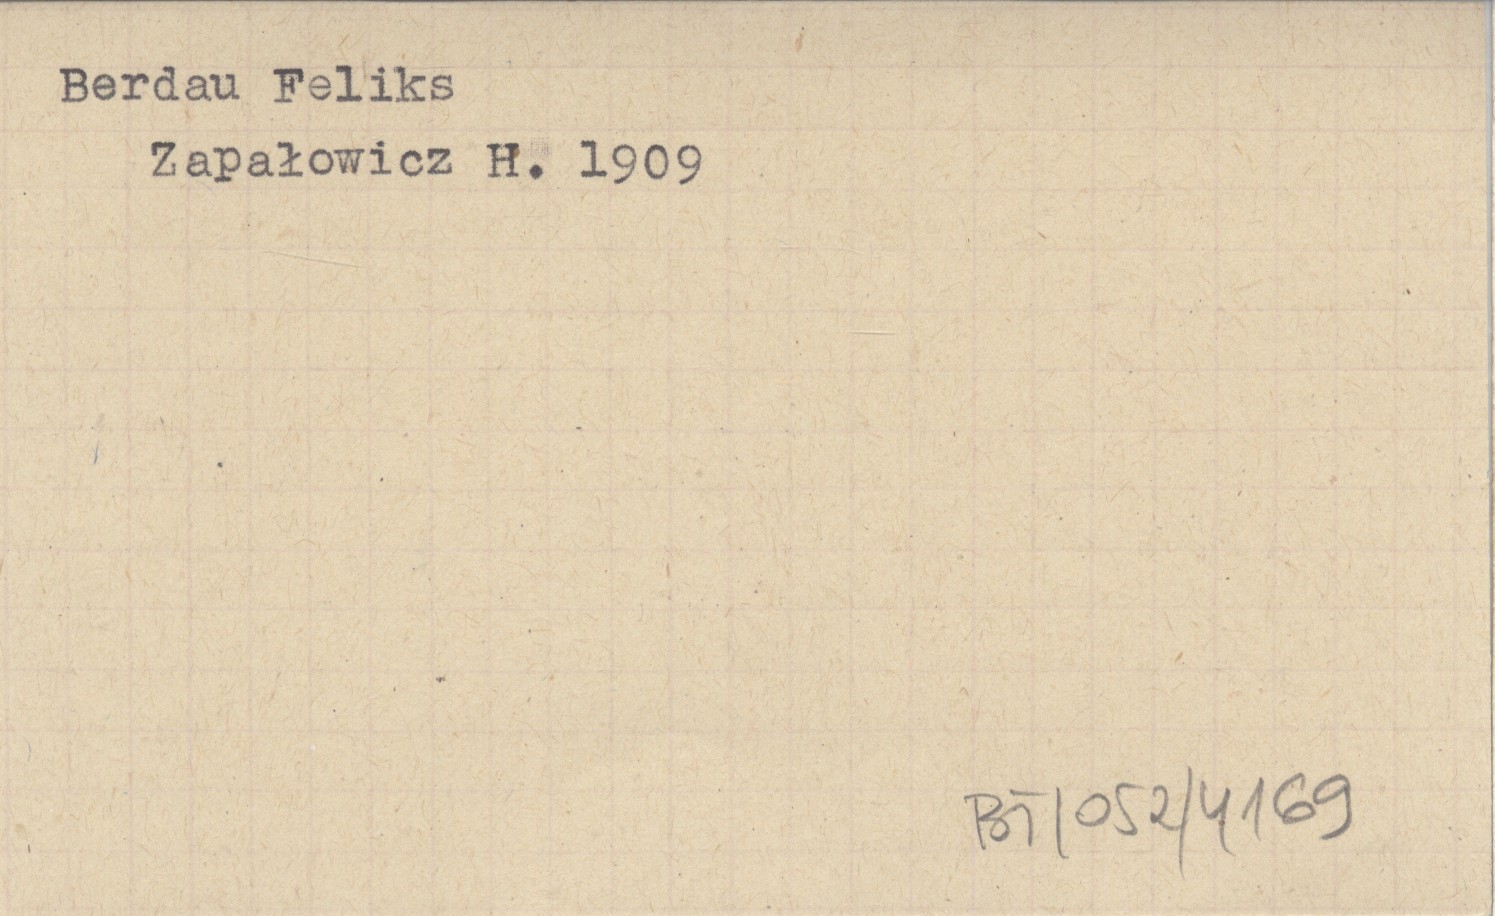 Berdau Feliks
Zapałowicz H. 1909
BT/052/4169